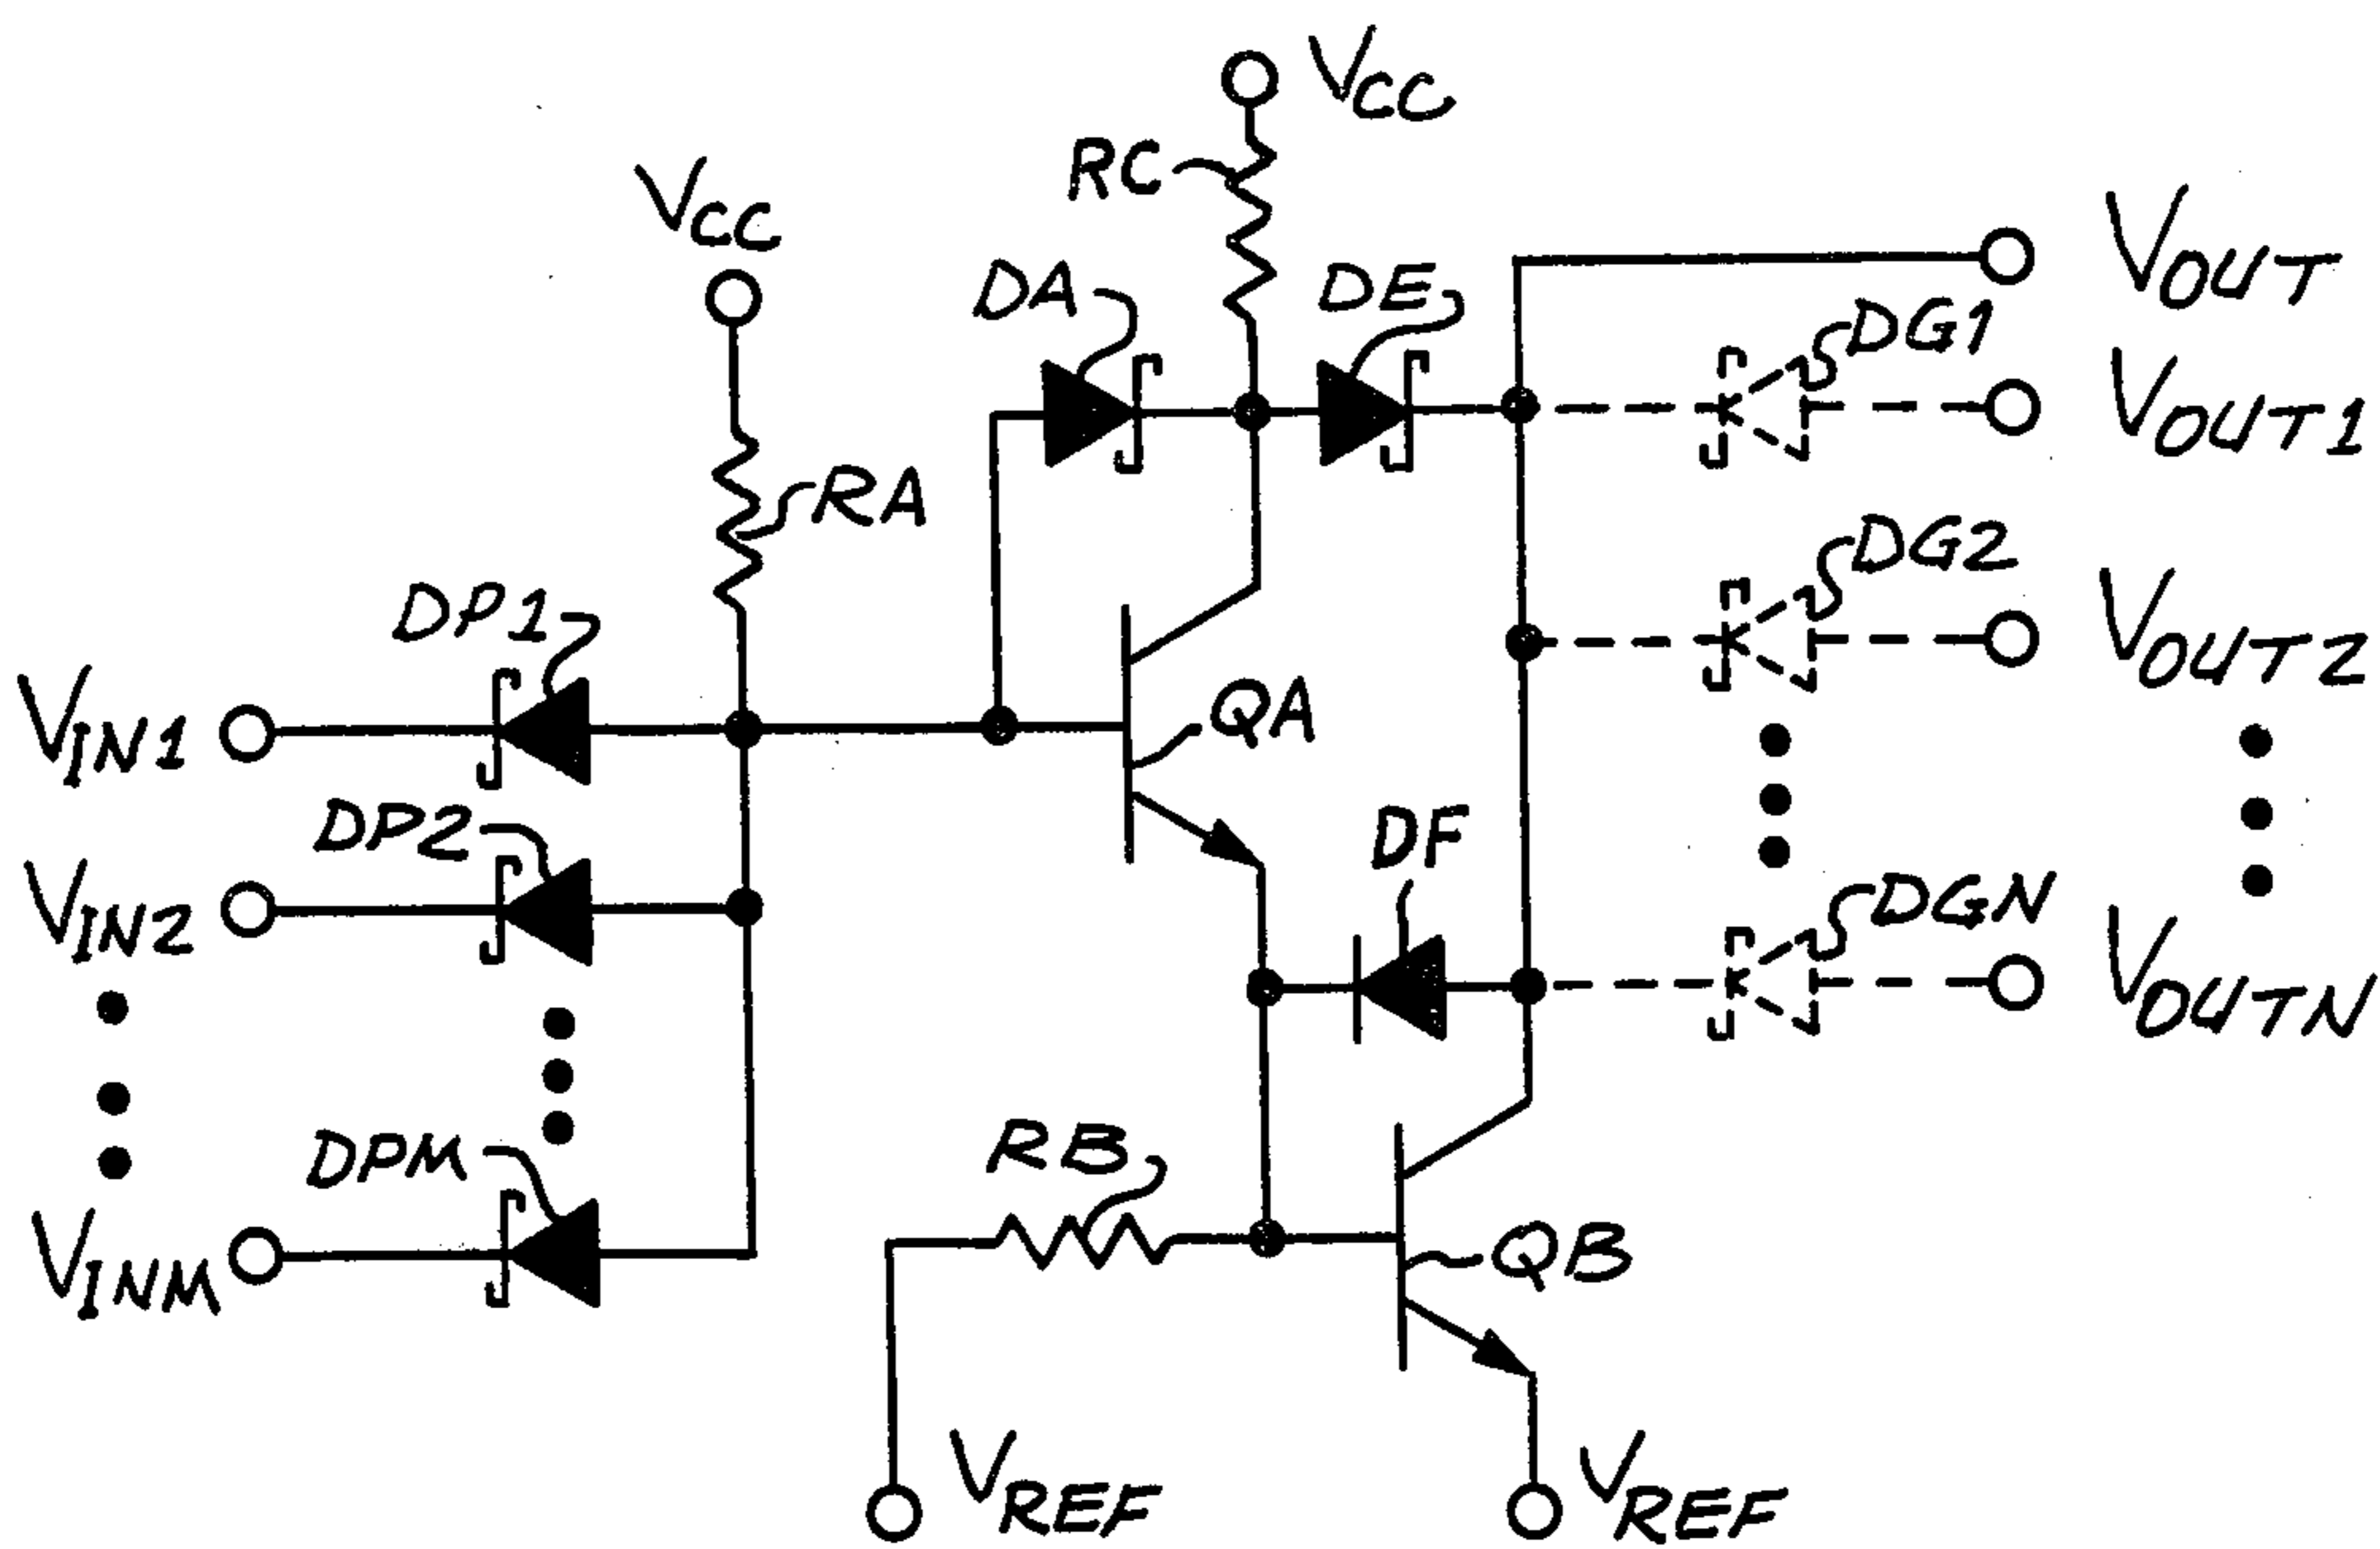 VCC
RC
VCC
DA
DE
VOUT
DG1
VOUT1
RA
DG2
VOUT2
DP1
VIN1
QA
DP2
DF
VIN2
DGN
VOUTN
DPM
RB
VINM
QB
VREF
VREF